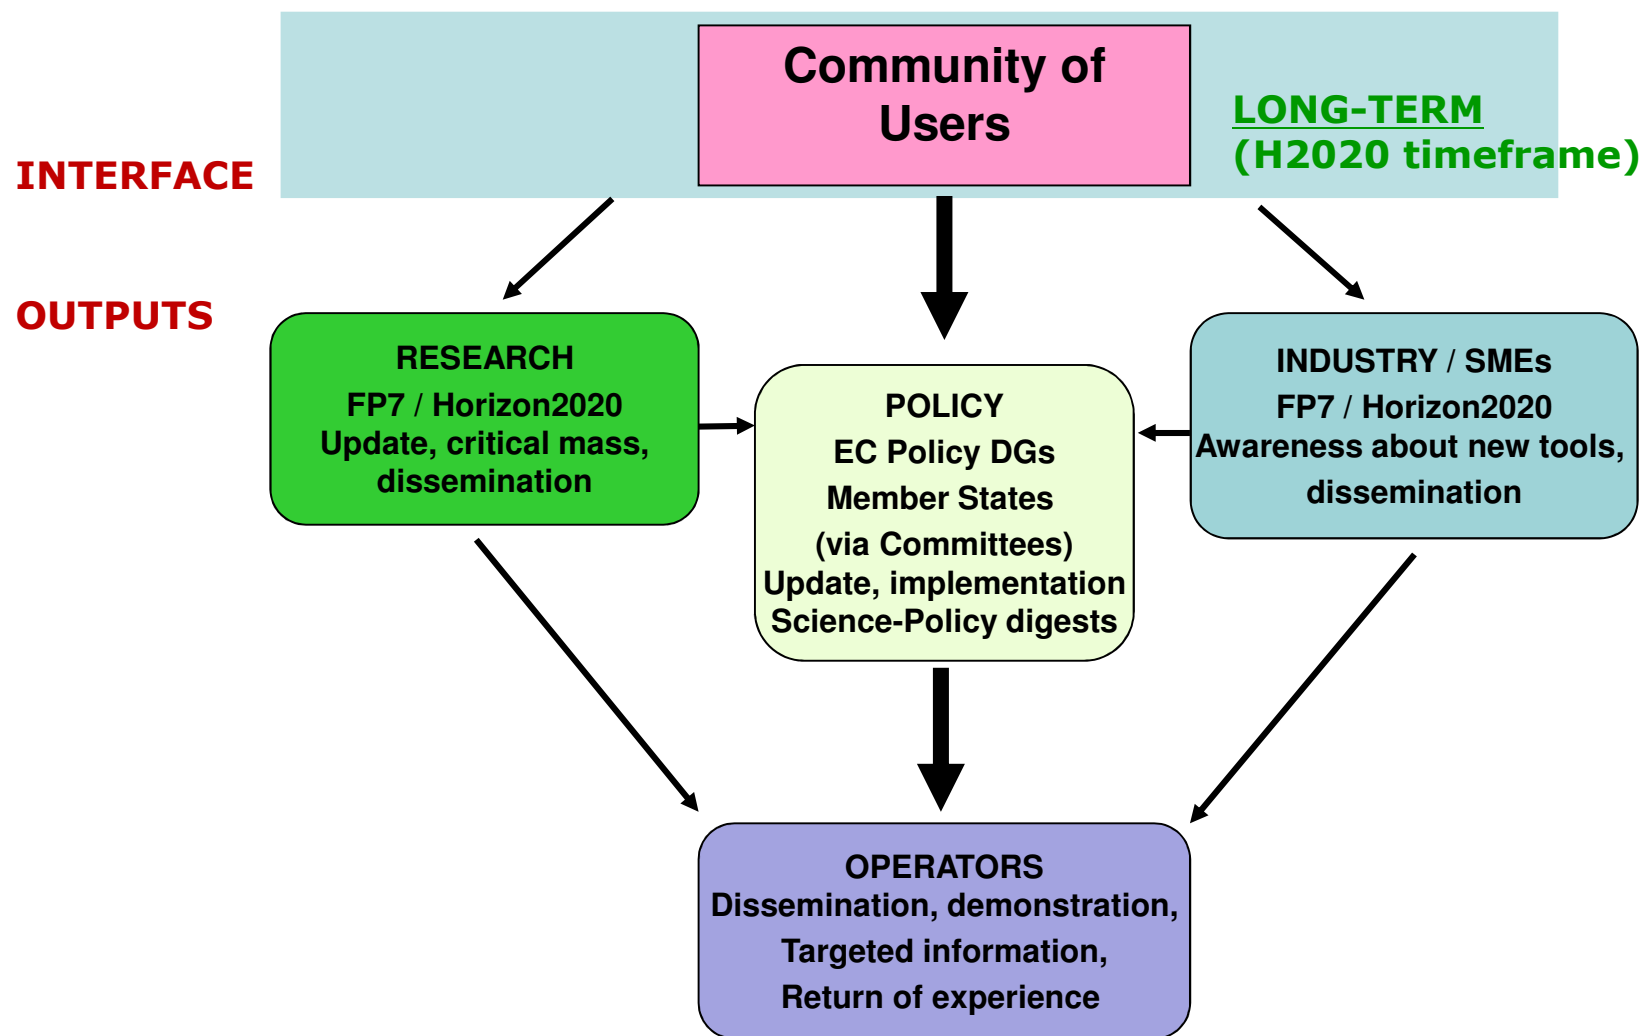 Community of
Users
LONG-TERM
(H2020 timeframe)
INTERFACE
OUTPUTS
RESEARCH
FP7 / Horizon2020
Update, critical mass,
dissemination
POLICY
EC Policy DGs
Member States
(via Committees)
Update, implementation
Science-Policy digests
INDUSTRY / SMEs
FP7 / Horizon2020
Awareness about new tools,
dissemination
OPERATORS
Dissemination, demonstration,
Targeted information,
Return of experience